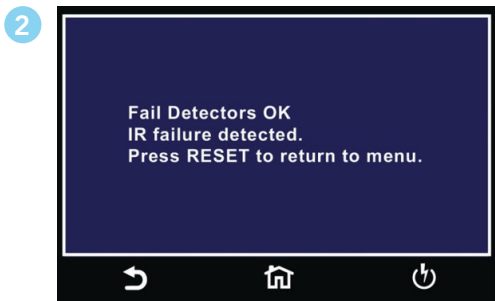 2
Fail Detectors OK
IR failure detected.
Press RESET to return to menu.